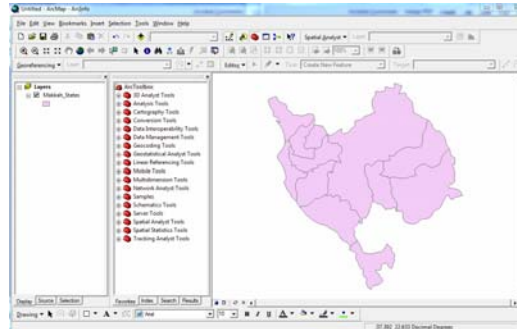 Untitled - ArcMap - ArcInfo
File Edit View Bookmarks Insert Selection Tools Window Help
Spatial Analyst
Georeferencing
Editor
Task: Create New Feature
Target:
Layers
Makkah_States
ArcToolbox
3D Analyst Tools
Analysis Tools
Cartography Tools
Conversion Tools
Data Interoperability Tools
Data Management Tools
Geocoding Tools
Geostatistical Analyst Tools
Linear Referencing Tools
Mobile Tools
Multidimension Tools
Network Analyst Tools
Samples
Schematics Tools
Server Tools
Spatial Analyst Tools
Spatial Statistics Tools
Tracking Analyst Tools
Display Source Selection
Favorites Index Search Results
Drawing
Arial
10
B I U A
Decimal Degrees